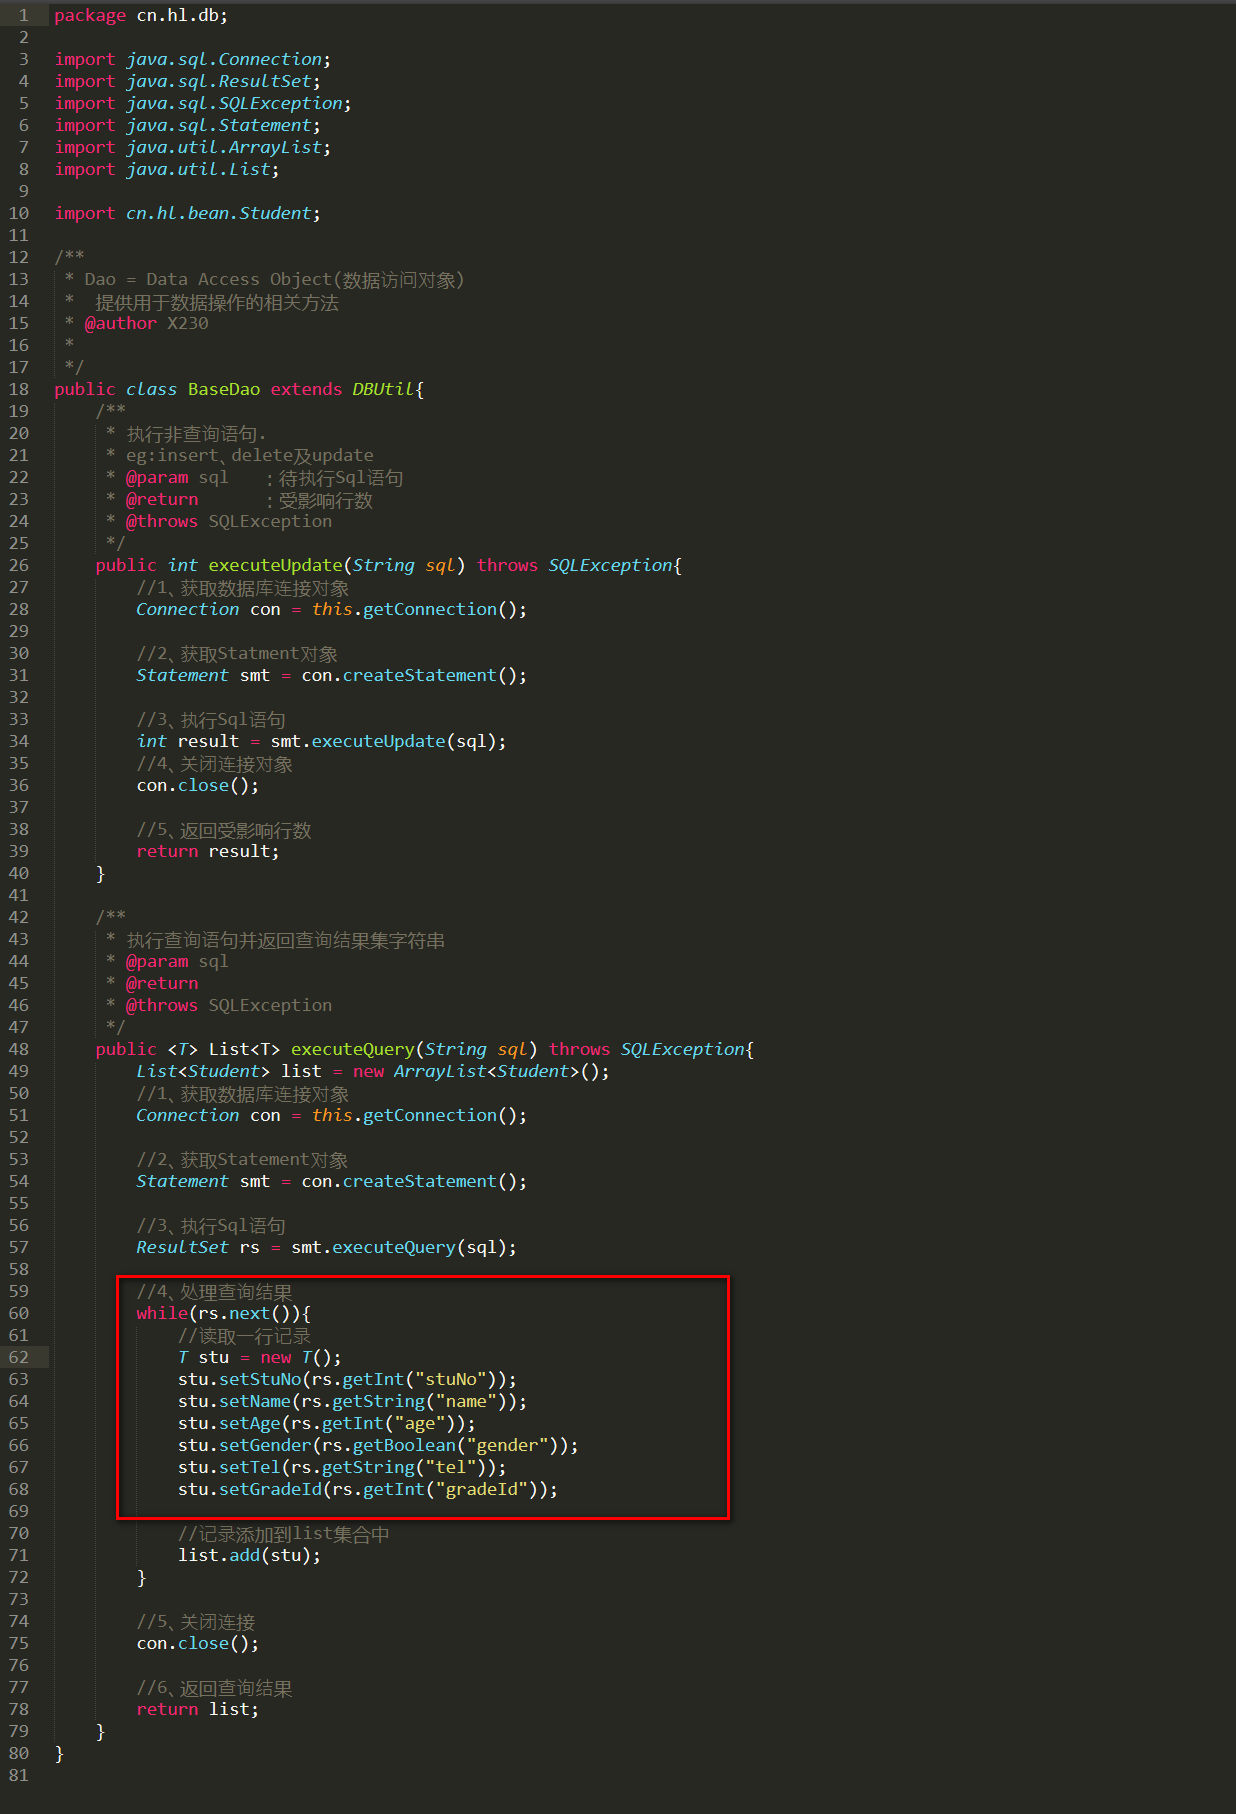 1 package cn.hl.db;
2
3 import java.sql.Connection;
4 import java.sql.ResultSet;
5 import java.sql.SQLException;
6 import java.sql.Statement;
7 import java.util.ArrayList;
8 import java.util.List;
9
10 import cn.hl.bean.Student;
11
12 /**
13  * Dao = Data Access Object(数据访问对象)
14  *  提供用于数据操作的相关方法
15  * @author X230
16  *
17  */
18 public class BaseDao extends DBUtil{
19     /**
20      * 执行非查询语句.
21      * eg:insert、delete及update
22      * @param sql   ：待执行Sql语句
23      * @return      ：受影响行数
24      * @throws SQLException
25      */
26     public int executeUpdate(String sql) throws SQLException{
27         //1、获取数据库连接对象
28         Connection con = this.getConnection();
29
30         //2、获取Statment对象
31         Statement smt = con.createStatement();
32
33         //3、执行Sql语句
34         int result = smt.executeUpdate(sql);
35         //4、关闭连接对象
36         con.close();
37
38         //5、返回受影响行数
39         return result;
40     }
41
42     /**
43      * 执行查询语句并返回查询结果集字符串
44      * @param sql
45      * @return
46      * @throws SQLException
47      */
48     public <T> List<T> executeQuery(String sql) throws SQLException{
49         List<Student> list = new ArrayList<Student>();
50         //1、获取数据库连接对象
51         Connection con = this.getConnection();
52
53         //2、获取Statement对象
54         Statement smt = con.createStatement();
55
56         //3、执行Sql语句
57         ResultSet rs = smt.executeQuery(sql);
58
59         //4、处理查询结果
60         while(rs.next()){
61             //读取一行记录
62             T stu = new T();
63             stu.setStuNo(rs.getInt("stuNo"));
64             stu.setName(rs.getString("name"));
65             stu.setAge(rs.getInt("age"));
66             stu.setGender(rs.getBoolean("gender"));
67             stu.setTel(rs.getString("tel"));
68             stu.setGradeId(rs.getInt("gradeId"));
69
70             //记录添加到list集合中
71             list.add(stu);
72         }
73
74         //5、关闭连接
75         con.close();
76
77         //6、返回查询结果
78         return list;
79     }
80 }
81